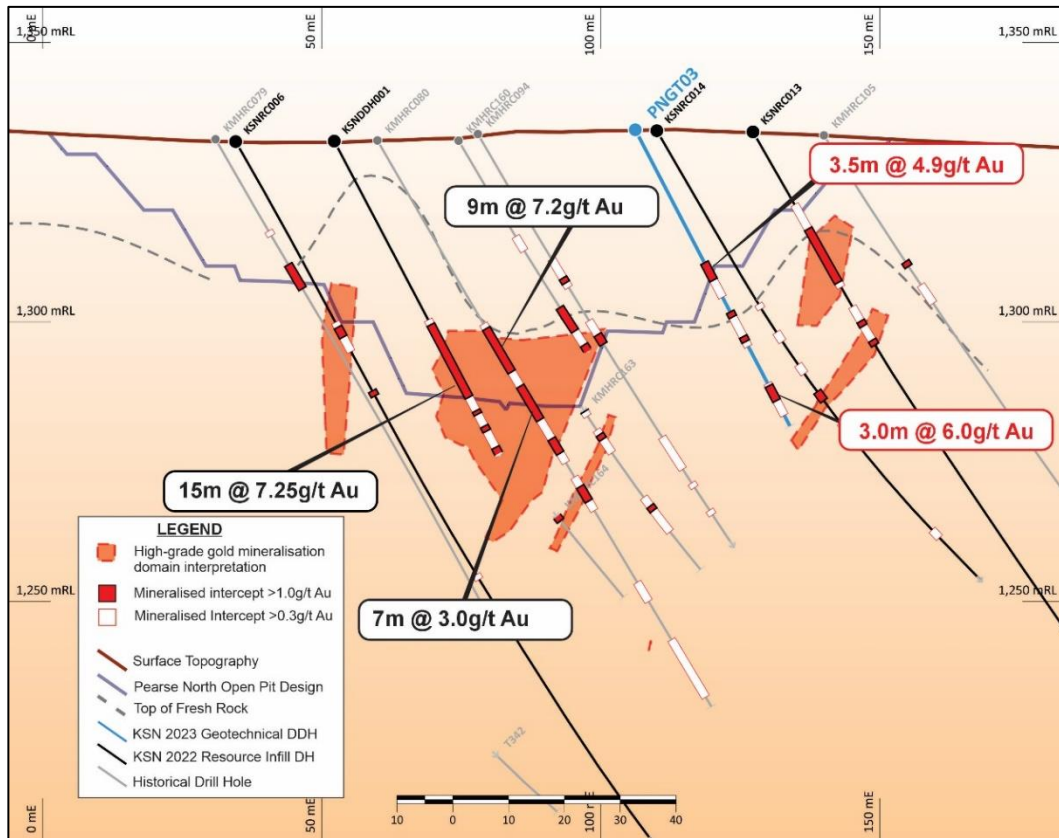 0 mE
50 mE
100 mE
150 mE
1,350 mRL
1,350 mRL
KMHRC079
KSNRC006
KSNDDH001
KMHRC080
KMHRC160
KMHRC094
PNGT03
KSNRC014
KSNRC013
KMHRC105
3.5m @ 4.9g/t Au
9m @ 7.2g/t Au
1,300 mRL
1,300 mRL
KMHRC163
3.0m @ 6.0g/t Au
15m @ 7.25g/t Au
7m @ 3.0g/t Au
1,250 mRL
1,250 mRL
LEGEND
High-grade gold mineralisation
domain interpretation
Mineralised intercept >1.0g/t Au
Mineralised Intercept >0.3g/t Au
Surface Topography
Pearse North Open Pit Design
Top of Fresh Rock
KSN 2023 Geotechnical DDH
KSN 2022 Resource Infill DH
Historical Drill Hole
T342
10 0 10 20 30 40
0 mE
50 mE
150 mE